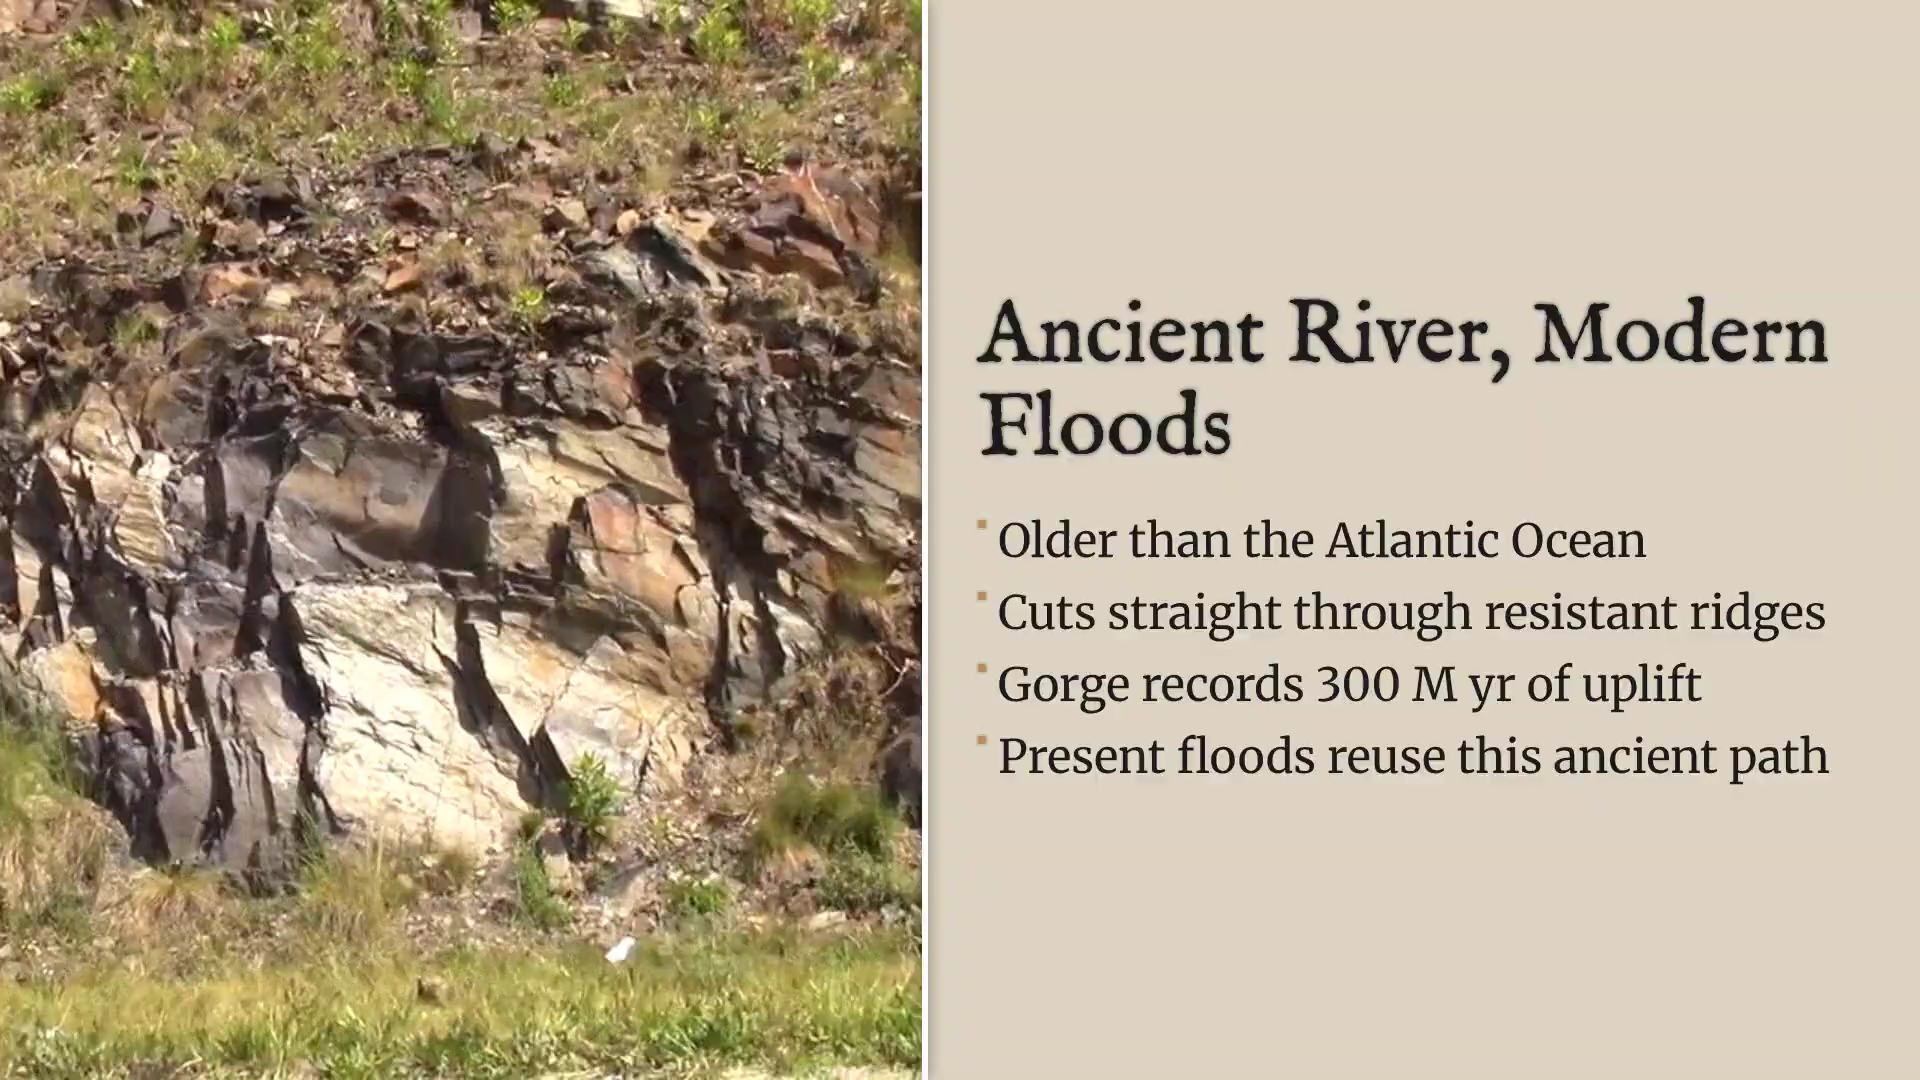 Ancient River, Modern
Floods
Older than the Atlantic Ocean
Cuts straight through resistant ridges
Gorge records 300 M yr of uplift
Present floods reuse this ancient path